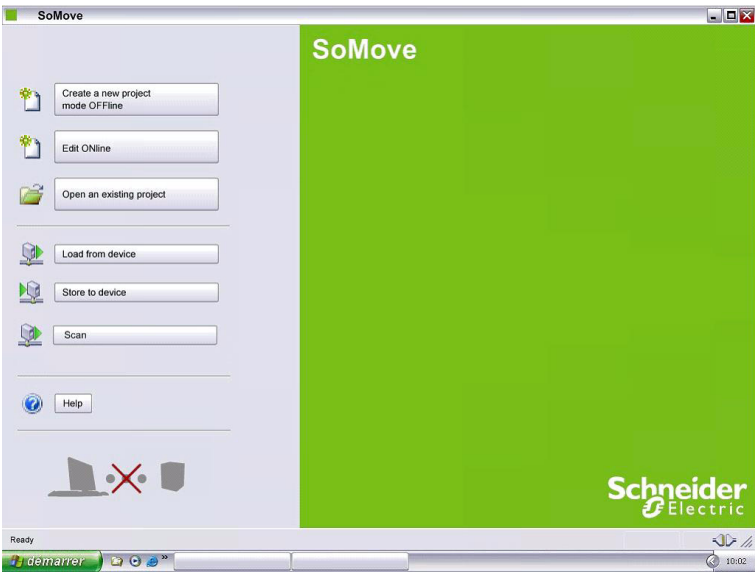 SoMove
SoMove
Create a new project
mode OFFline
Edit ONline
Open an existing project
Load from device
Store to device
Scan
Help
Schneider
Electric
Ready
démarrer
10:02